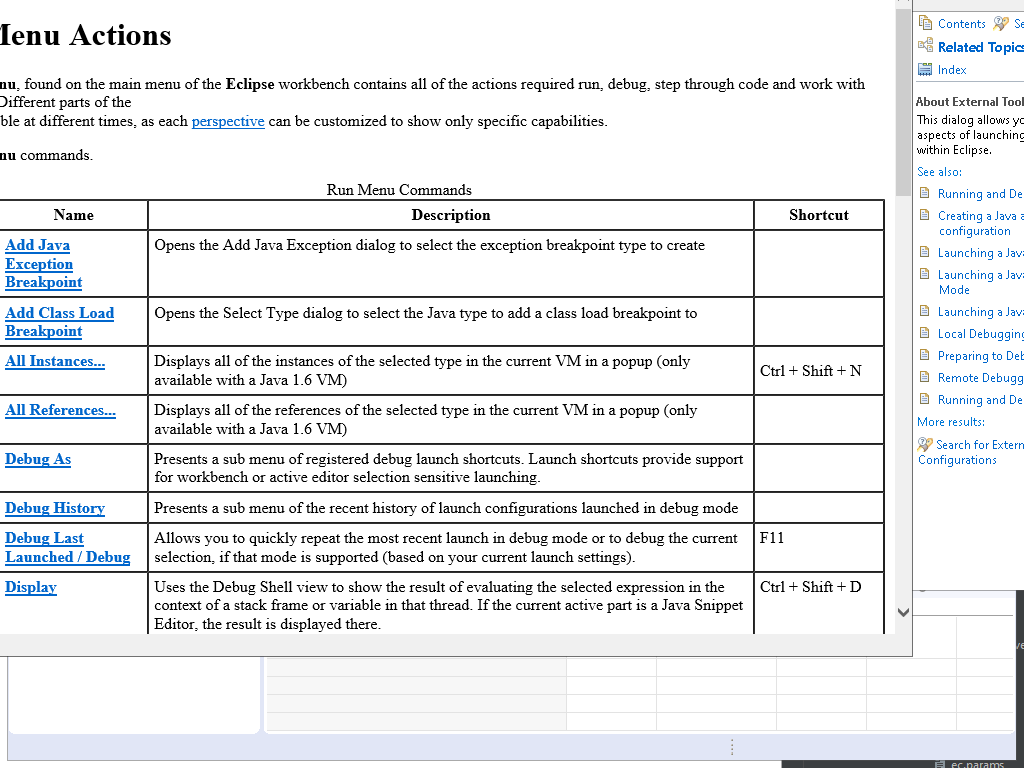 Menu Actions
nu, found on the main menu of the Eclipse workbench contains all of the actions required run, debug, step through code and work with
Different parts of the
ble at different times, as each perspective can be customized to show only specific capabilities.
nu commands.
Run Menu Commands
Name Description Shortcut
Add Java Exception Breakpoint
Opens the Add Java Exception dialog to select the exception breakpoint type to create
Add Class Load Breakpoint
Opens the Select Type dialog to select the Java type to add a class load breakpoint to
All Instances...
Displays all of the instances of the selected type in the current VM in a popup (only
available with a Java 1.6 VM)
Ctrl + Shift + N
All References...
Displays all of the references of the selected type in the current VM in a popup (only
available with a Java 1.6 VM)
Debug As
Presents a sub menu of registered debug launch shortcuts. Launch shortcuts provide support
for workbench or active editor selection sensitive launching.
Debug History
Presents a sub menu of the recent history of launch configurations launched in debug mode
Debug Last
Launched / Debug
Allows you to quickly repeat the most recent launch in debug mode or to debug the current
selection, if that mode is supported (based on your current launch settings).
F11
Display
Uses the Debug Shell view to show the result of evaluating the selected expression in the
context of a stack frame or variable in that thread. If the current active part is a Java Snippet
Editor, the result is displayed there.
Ctrl + Shift + D
Contents Se
Related Topics
Index
About External Tool
This dialog allows yo
aspects of launching
within Eclipse.
See also:
Running and De
Creating a Java a
configuration
Launching a Java
Launching a Java
Mode
Launching a Java
Local Debugging
Preparing to Deb
Remote Debugg
Running and De
More results:
Search for Extern
Configurations
ve
ec.params